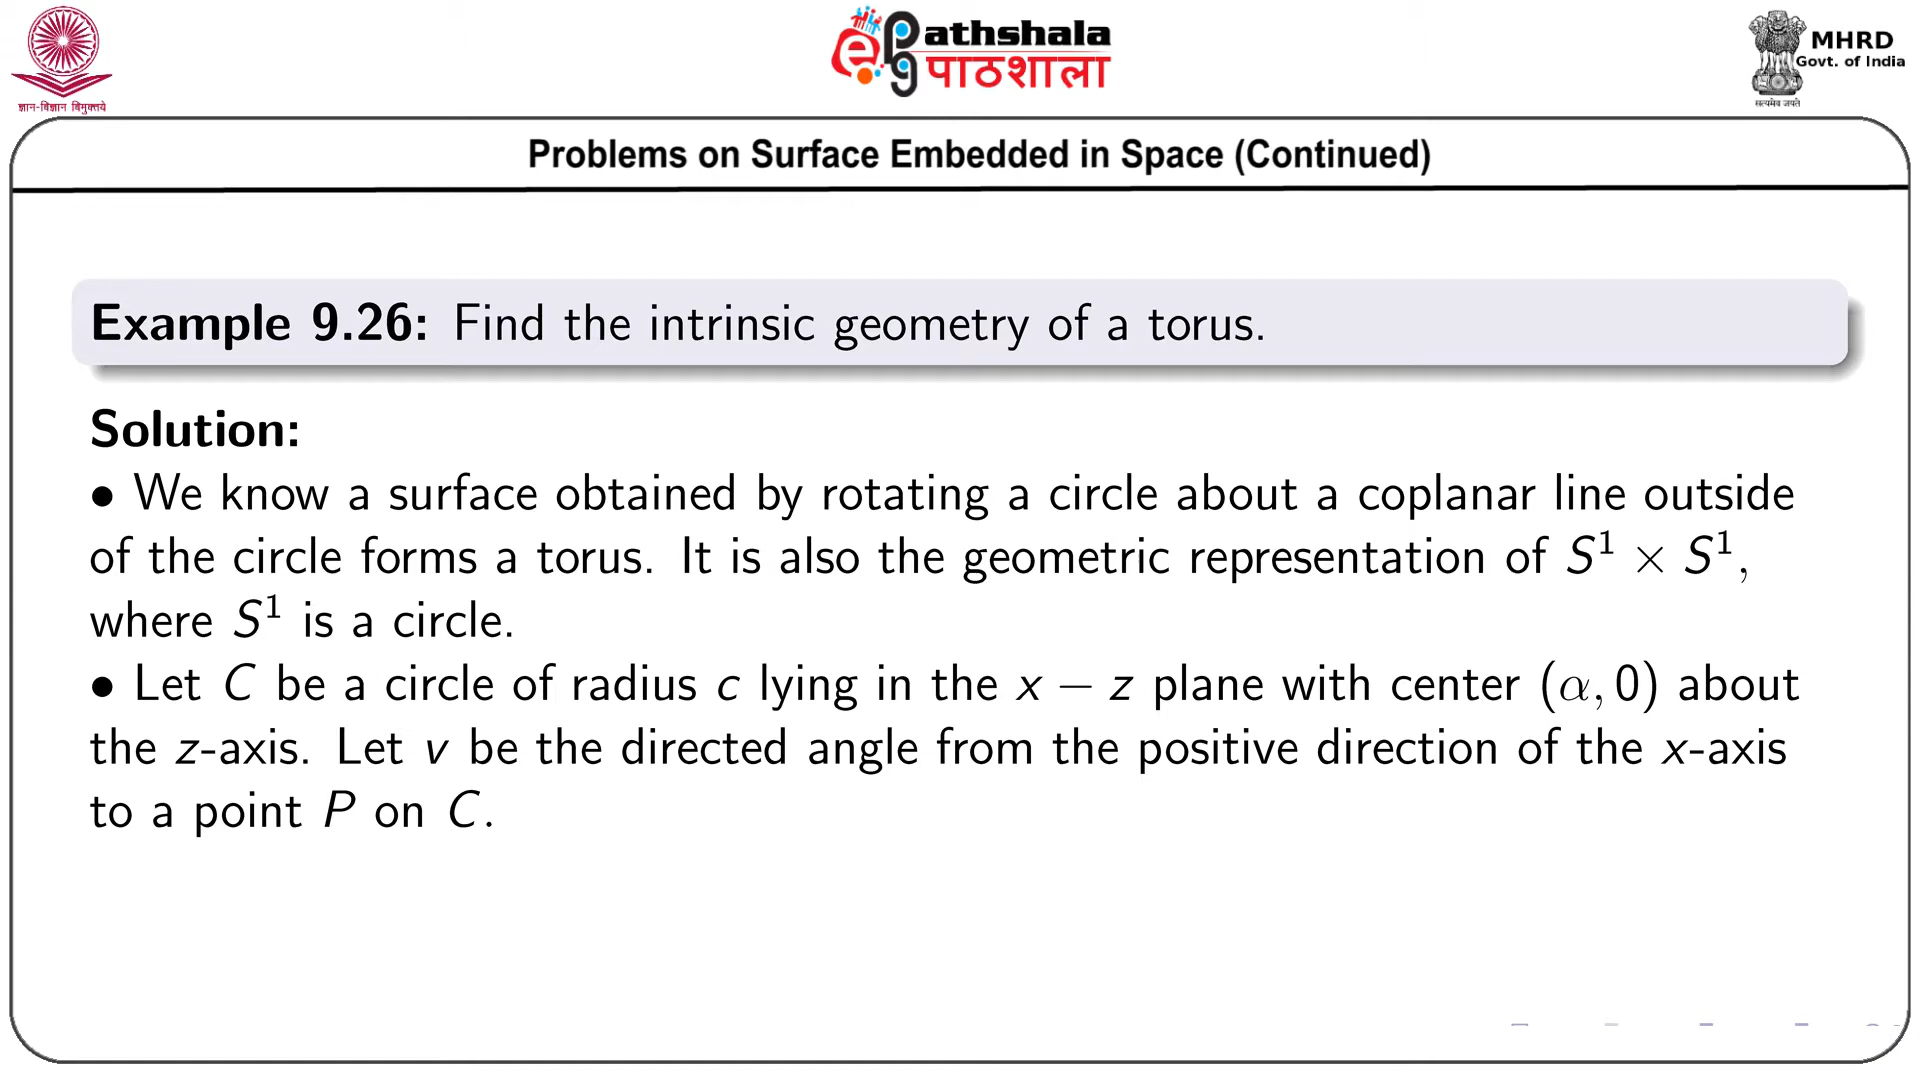 ज्ञान-विज्ञान विमुक्तये
e Pg athshala
पाठशाला
MHRD
Govt. of India
सत्यमेव जयते
Problems on Surface Embedded in Space (Continued)
Example 9.26: Find the intrinsic geometry of a torus.
Solution:
• We know a surface obtained by rotating a circle about a coplanar line outside
of the circle forms a torus. It is also the geometric representation of S¹ × S¹,
where S¹ is a circle.
• Let C be a circle of radius c lying in the x − z plane with center (α, 0) about
the z-axis. Let v be the directed angle from the positive direction of the x-axis
to a point P on C.